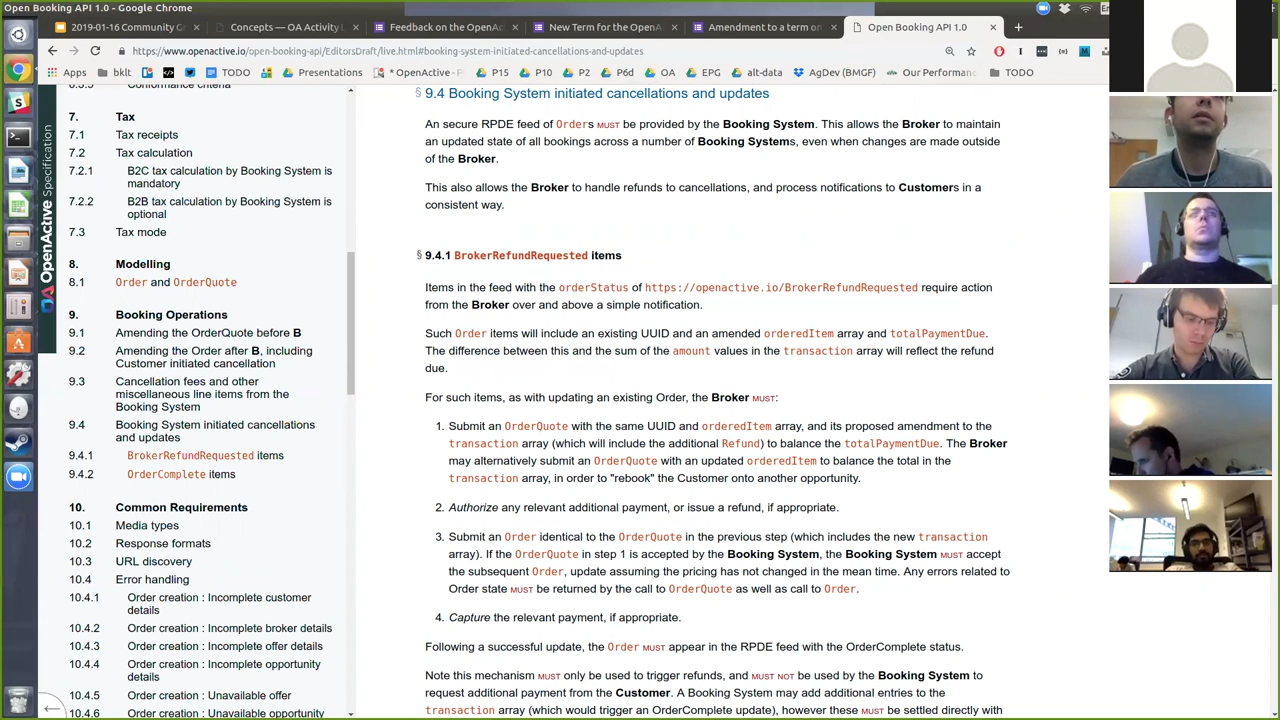 Open Booking API 1.0 - Google Chrome
2019-01-16 Community Ge
Concepts — OA Activity L
Feedback on the OpenAc
New Term for the OpenA
Amendment to a term on
Open Booking API 1.0
https://www.openactive.io/open-booking-api/EditorsDraft/live.html#booking-system-initiated-cancellations-and-updates
Apps
bklt
TODO
Presentations
* OpenActive - P
P15
P10
P2
P6d
OA
EPG
alt-data
AgDev (BMGF)
Our Performanc
TODO
OpenActive Specification
6.3.5 Conformance criteria
7. Tax
7.1 Tax receipts
7.2 Tax calculation
7.2.1 B2C tax calculation by Booking System is
mandatory
7.2.2 B2B tax calculation by Booking System is
optional
7.3 Tax mode
8. Modelling
8.1 Order and OrderQuote
9. Booking Operations
9.1 Amending the OrderQuote before B
9.2 Amending the Order after B, including
Customer initiated cancellation
9.3 Cancellation fees and other
miscellaneous line items from the
Booking System
9.4 Booking System initiated cancellations
and updates
9.4.1 BrokerRefundRequested items
9.4.2 OrderComplete items
10. Common Requirements
10.1 Media types
10.2 Response formats
10.3 URL discovery
10.4 Error handling
10.4.1 Order creation : Incomplete customer
details
10.4.2 Order creation : Incomplete broker details
10.4.3 Order creation : Incomplete offer details
10.4.4 Order creation : Incomplete opportunity
details
10.4.5 Order creation : Unavailable offer
10.4.6 Order creation : Unavailable opportunity
§ 9.4 Booking System initiated cancellations and updates
An secure RPDE feed of Orders MUST be provided by the Booking System. This allows the Broker to maintain
an updated state of all bookings across a number of Booking Systems, even when changes are made outside
of the Broker.
This also allows the Broker to handle refunds to cancellations, and process notifications to Customers in a
consistent way.
§ 9.4.1 BrokerRefundRequested items
Items in the feed with the orderStatus of https://openactive.io/BrokerRefundRequested require action
from the Broker over and above a simple notification.
Such Order items will include an existing UUID and an amended orderedItem array and totalPaymentDue.
The difference between this and the sum of the amount values in the transaction array will reflect the refund
due.
For such items, as with updating an existing Order, the Broker MUST:
1. Submit an OrderQuote with the same UUID and orderedItem array, and its proposed amendment to the
transaction array (which will include the additional Refund) to balance the totalPaymentDue. The Broker
may alternatively submit an OrderQuote with an updated orderedItem to balance the total in the
transaction array, in order to "rebook" the Customer onto another opportunity.
2. Authorize any relevant additional payment, or issue a refund, if appropriate.
3. Submit an Order identical to the OrderQuote in the previous step (which includes the new transaction
array). If the OrderQuote in step 1 is accepted by the Booking System, the Booking System MUST accept
the subsequent Order, update assuming the pricing has not changed in the mean time. Any errors related to
Order state MUST be returned by the call to OrderQuote as well as call to Order.
4. Capture the relevant payment, if appropriate.
Following a successful update, the Order MUST appear in the RPDE feed with the OrderComplete status.
Note this mechanism MUST only be used to trigger refunds, and MUST NOT be used by the Booking System to
request additional payment from the Customer. A Booking System may add additional entries to the
transaction array (which would trigger an OrderComplete update), however these MUST be settled directly with